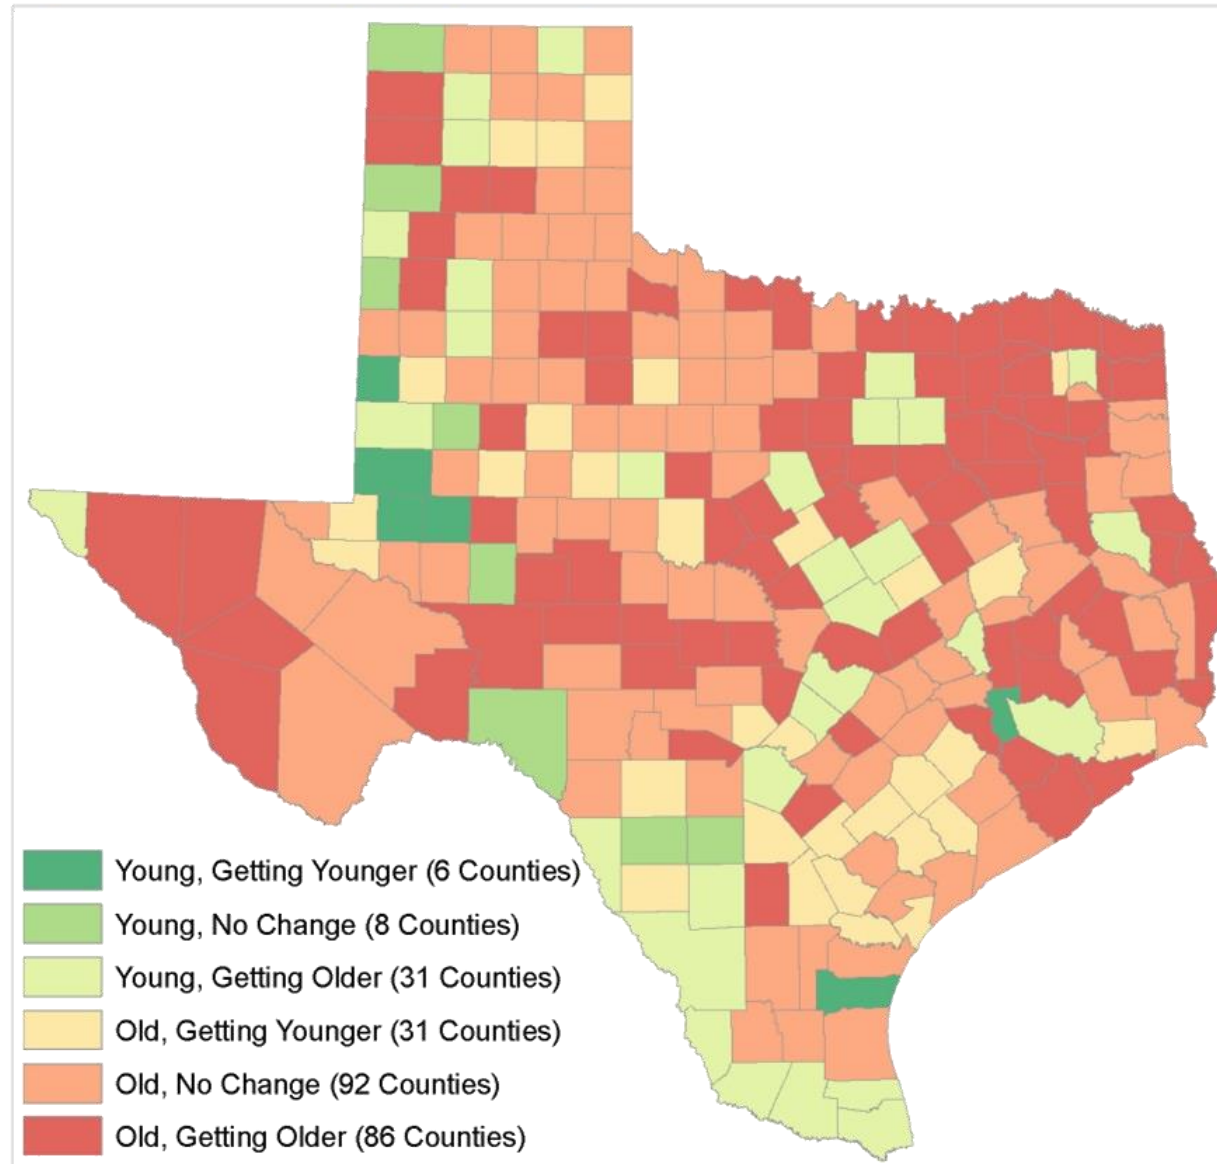 Young, Getting Younger (6 Counties)
Young, No Change (8 Counties)
Young, Getting Older (31 Counties)
Old, Getting Younger (31 Counties)
Old, No Change (92 Counties)
Old, Getting Older (86 Counties)